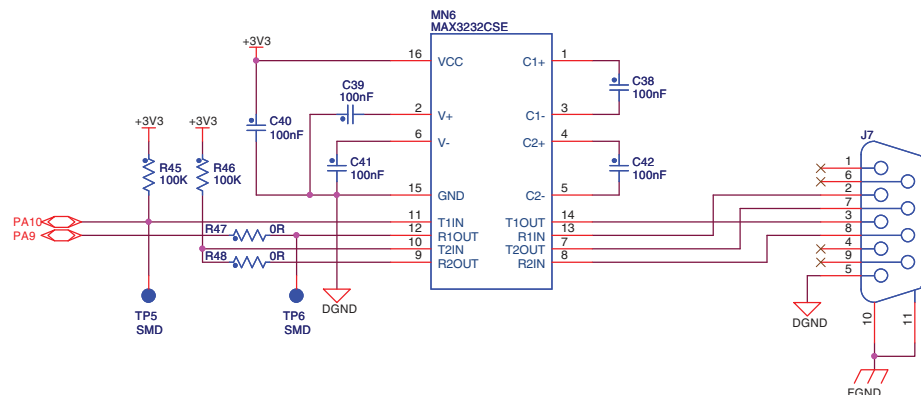 MN6
MAX3232CSE
+3V3
16 VCC C1+ 1
C39
100nF
C38
100nF
2 V+ C1- 3
C40
100nF
+3V3 +3V3
6 V- C2+ 4
J7
R45
100K
R46
100K
C41
100nF
C42
100nF
15 GND C2- 5
1
6
2
7
3
8
4
9
5
PA10
11 T1IN T1OUT 14
PA9
R47 0R
12 R1OUT R1IN 13
10 T2IN T2OUT 7
R48 0R
9 R2OUT R2IN 8
TP5
SMD
TP6
SMD
DGND
DGND
10
11
EGND